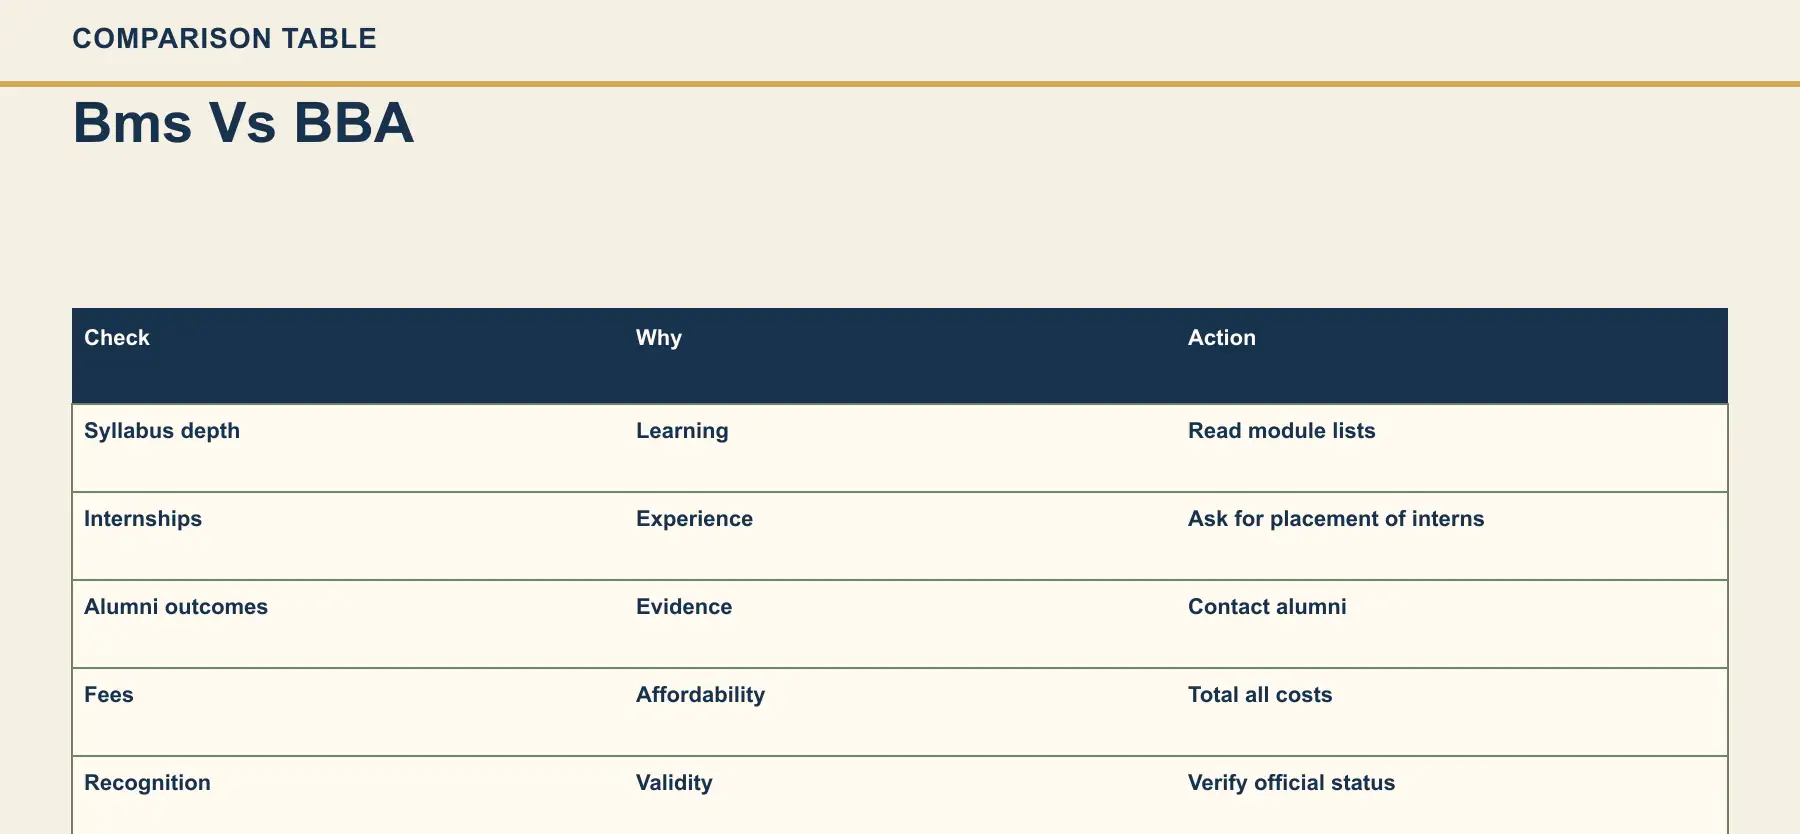 COMPARISON TABLE
Bms Vs BBA
Check Why Action
Syllabus depth Learning Read module lists
Internships Experience Ask for placement of interns
Alumni outcomes Evidence Contact alumni
Fees Affordability Total all costs
Recognition Validity Verify official status